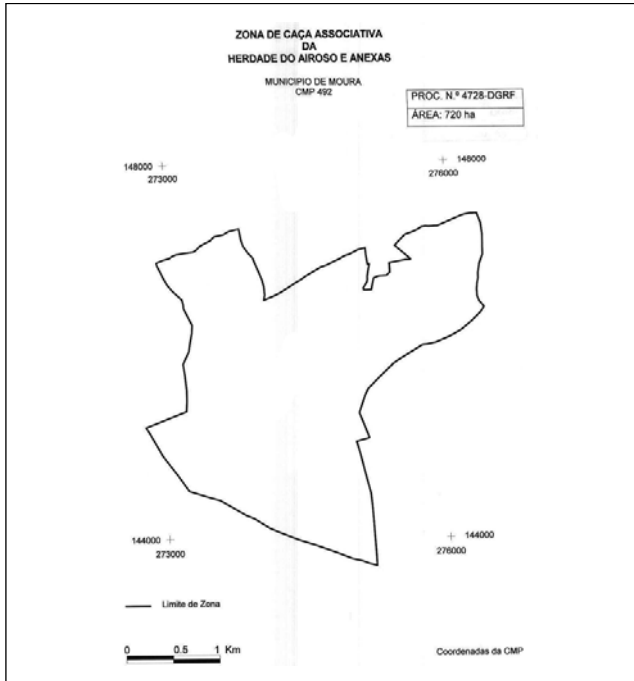 ZONA DE CAÇA ASSOCIATIVA
DA
HERDADE DO AIROSO E ANEXAS
MUNICIPIO DE MOURA
CMP 492
PROC. N.º 4728-DGRF
ÁREA: 720 ha
148000
273000
148000
276000
144000
273000
144000
276000
Limite de Zona
0 0.5 1 Km
Coordenadas da CMP